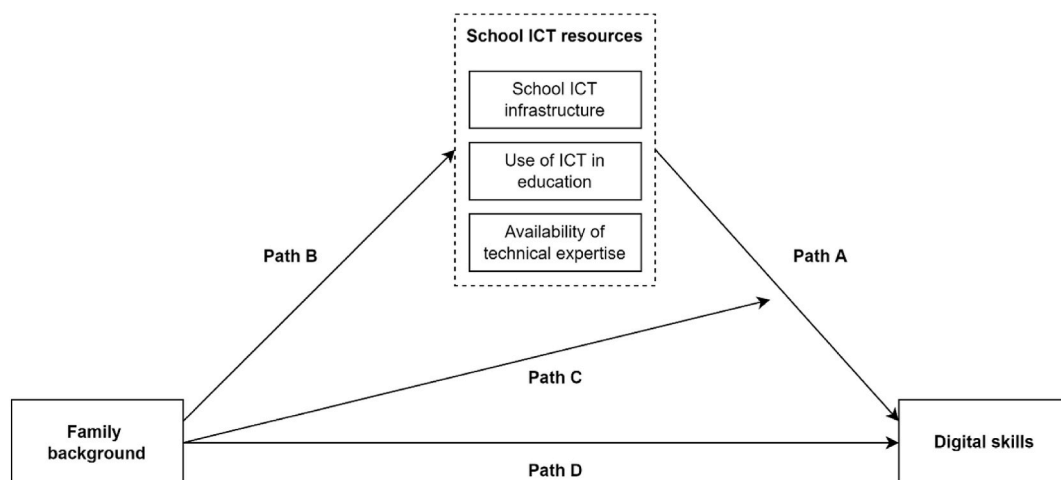 School ICT resources
School ICT
infrastructure
Use of ICT in
education
Availability of
technical expertise
Path B
Path A
Path C
Family
background
Digital skills
Path D